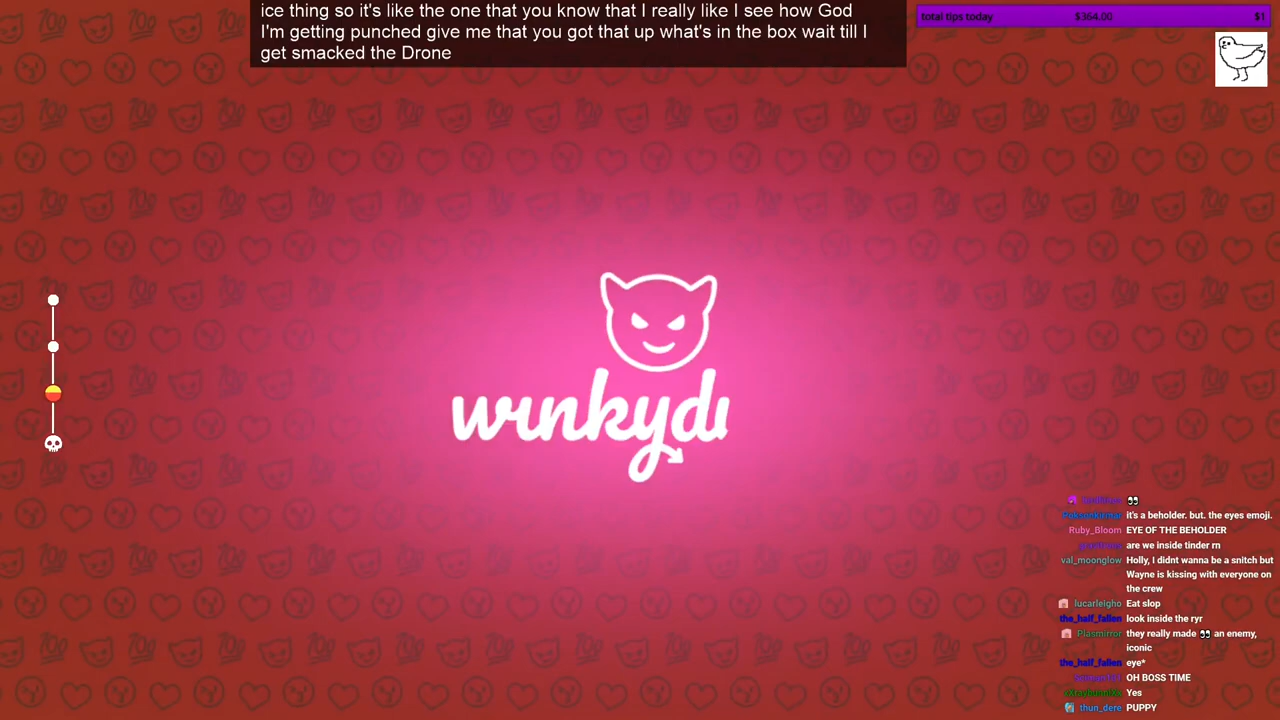 ice thing so it's like the one that you know that I really like I see how God
I'm getting punched give me that you got that up what's in the box wait till I
get smacked the Drone
total tips today $364.00 $1
winkyd
it's a beholder. but. the eyes emoji.
Ruby_Bloom EYE OF THE BEHOLDER
are we inside tinder rn
val_moonglow Holly, I didnt wanna be a snitch but
Wayne is kissing with everyone on
the crew
lucarleigho Eat slop
the_half_fallen look inside the ryr
Plasmirror they really made 👀 an enemy,
iconic
the_half_fallen eye*
OH BOSS TIME
Yes
thun_dere PUPPY